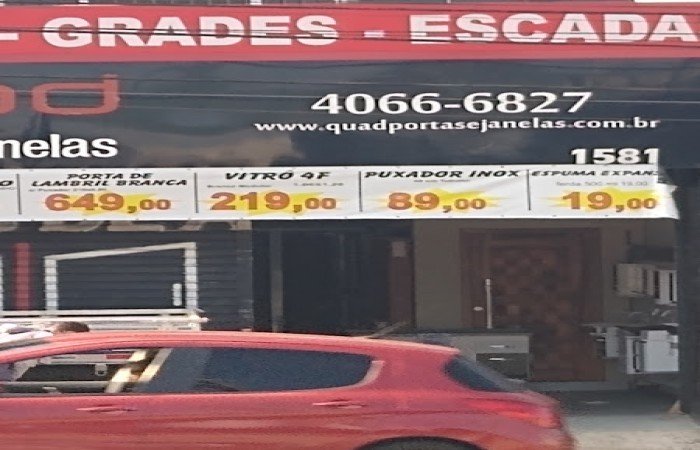 - GRADES - ESCADA
4066-6827
www.quadportasejanelas.com.br
nelas
1581
PORTA DE
LAMBRIL BRANCA
649,00
VITRÔ 4F
219,00
PUXADOR INOX
89,00
ESPUMA EXPANS
19,00